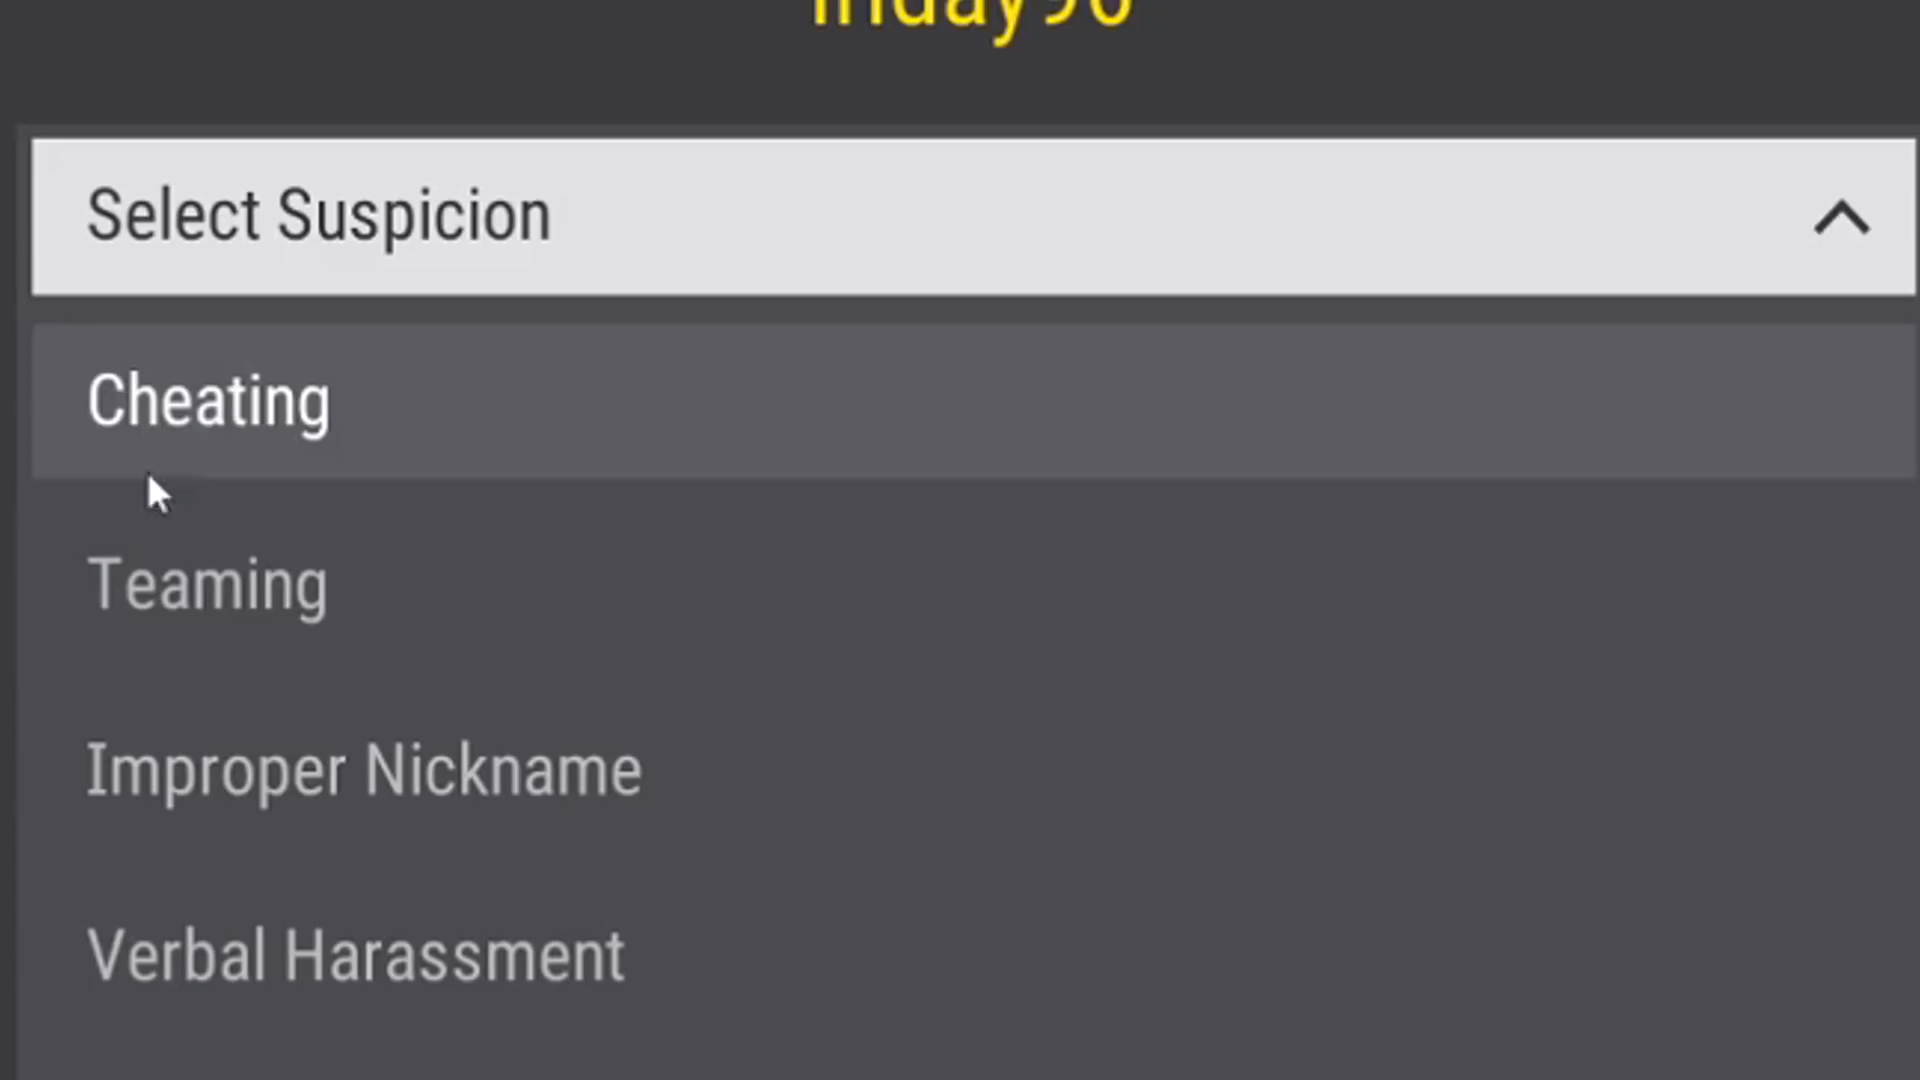 Select Suspicion
Cheating
Teaming
Improper Nickname
Verbal Harassment